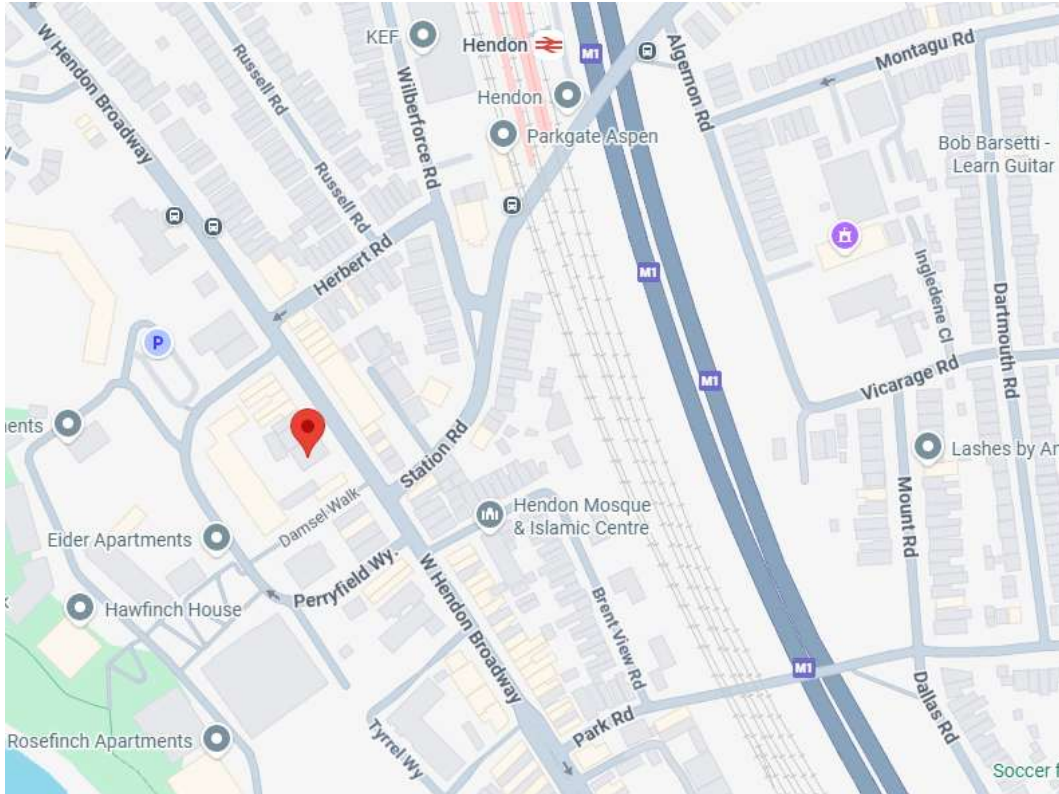 KEF
Hendon
M1
Algernon Rd
Montagu Rd
W Hendon Broadway
Russell Rd
Wilberforce Rd
Hendon
Parkgate Aspen
Bob Barsetti -
Learn Guitar
Russell Rd
Herbert Rd
M1
Ingledene Cl
Dartmouth Rd
P
M1
Vicarage Rd
Station Rd
Lashes by An
Mount Rd
Damsel Walk
Hendon Mosque
& Islamic Centre
Eider Apartments
Perryfield Wy.
W Hendon Broadway
Hawfinch House
Brent View Rd
M1
Dallas Rd
Park Rd
Tyrrel Wy
Rosefinch Apartments
Soccer f